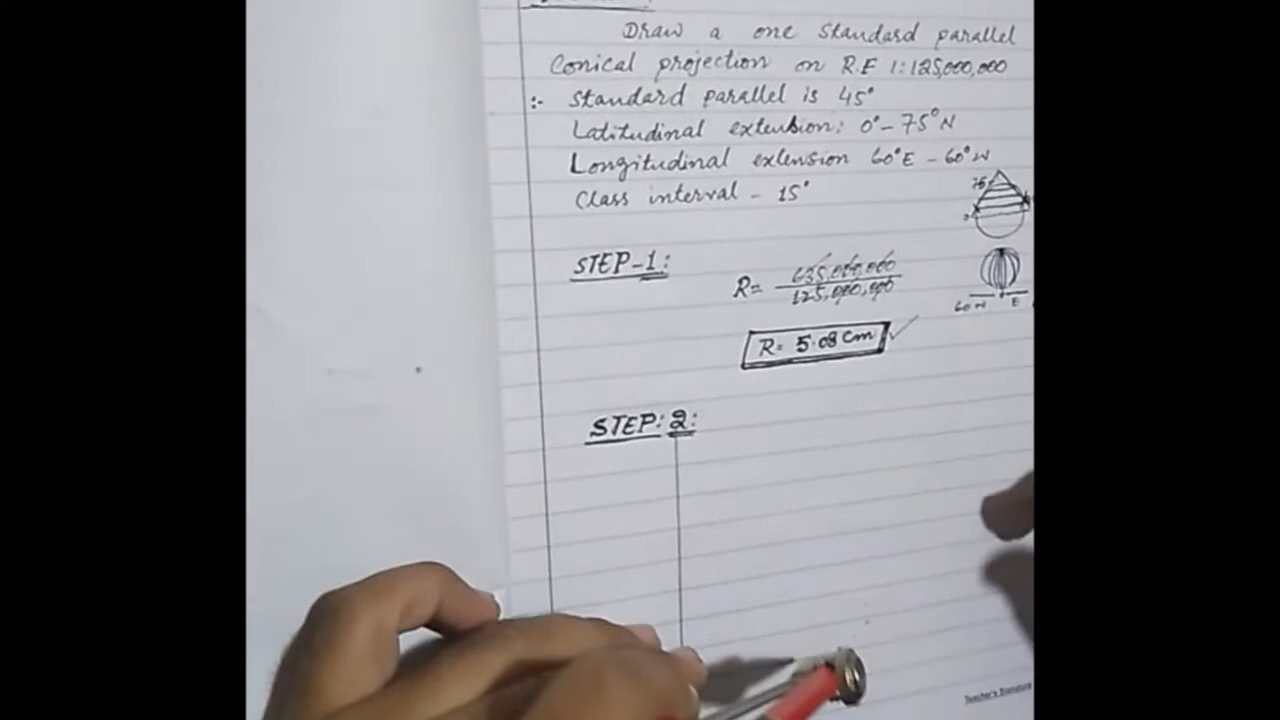 Draw a one standard parallel
Conical projection on R.F 1:125,000,000
:- Standard parallel is 45°
Latitudinal extension: 0°-75°N
Longitudinal extension 60°E - 60°W
Class interval - 15°
75
0
STEP-1:
R= 635,000,000
125,000,000
60 W E
R= 5.08 Cm
STEP: 2:
Teacher's Signature